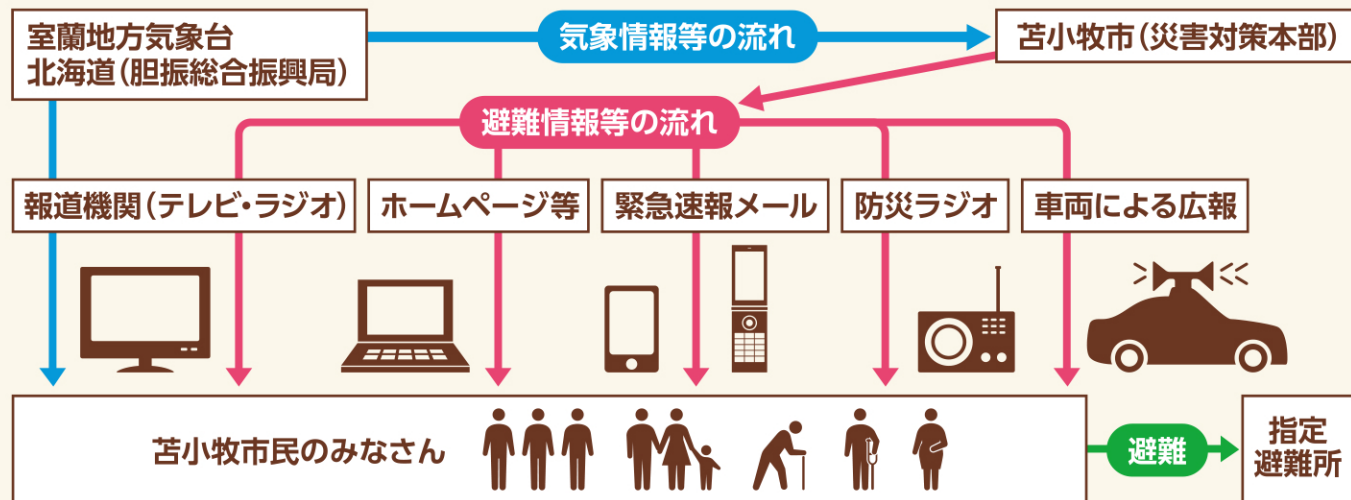 室蘭地方気象台
北海道(胆振総合振興局)
気象情報等の流れ
苫小牧市(災害対策本部)
避難情報等の流れ
報道機関(テレビ・ラジオ)
ホームページ等
緊急速報メール
防災ラジオ
車両による広報
苫小牧市民のみなさん
避難
指定
避難所